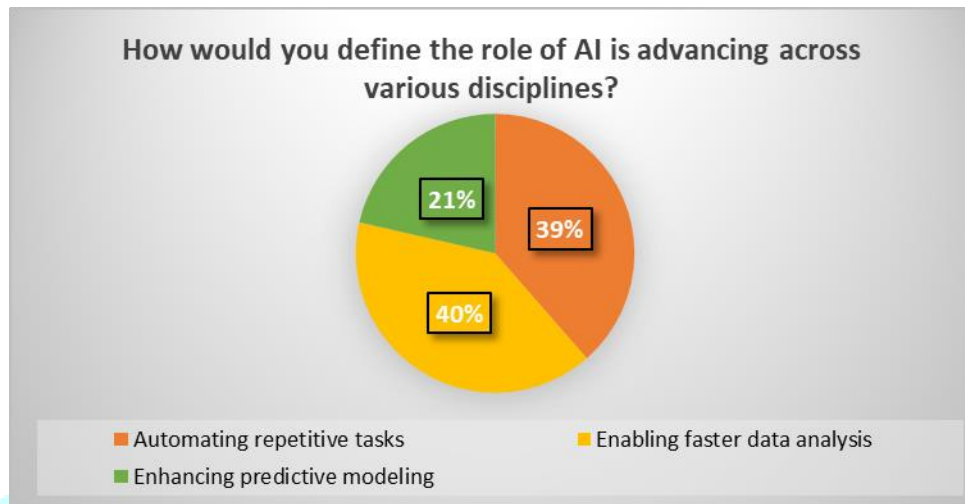 How would you define the role of AI is advancing across
various disciplines?
21%
39%
40%
Automating repetitive tasks
Enabling faster data analysis
Enhancing predictive modeling